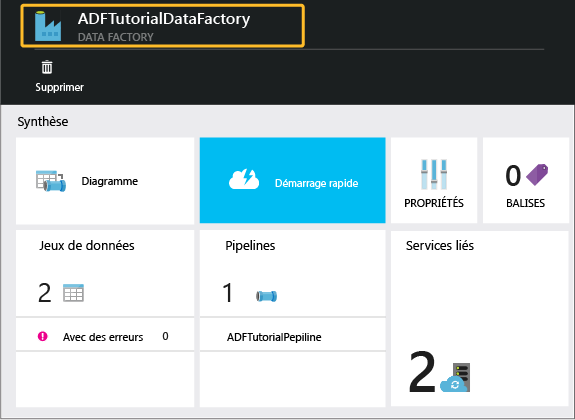 ADFTutorialDataFactory
DATA FACTORY
Supprimer
Synthèse
Diagramme
Démarrage rapide
PROPRIÉTÉS
0
BALISES
Jeux de données
2
Avec des erreurs 0
Pipelines
1
ADFTutorialPepiline
Services liés
2